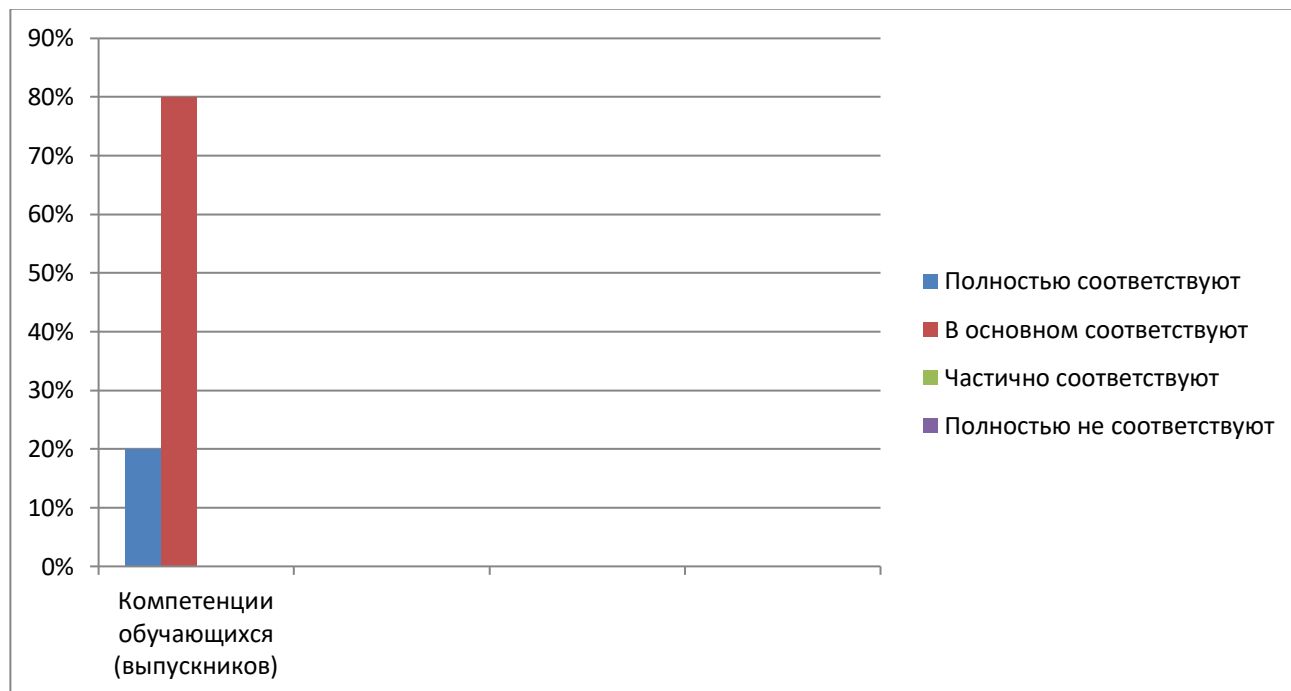 90%
80%
70%
60%
50%
40%
30%
20%
10%
0%
Компетенции
обучающихся
(выпускников)
Полностью соответствуют
В основном соответствуют
Частично соответствуют
Полностью не соответствуют